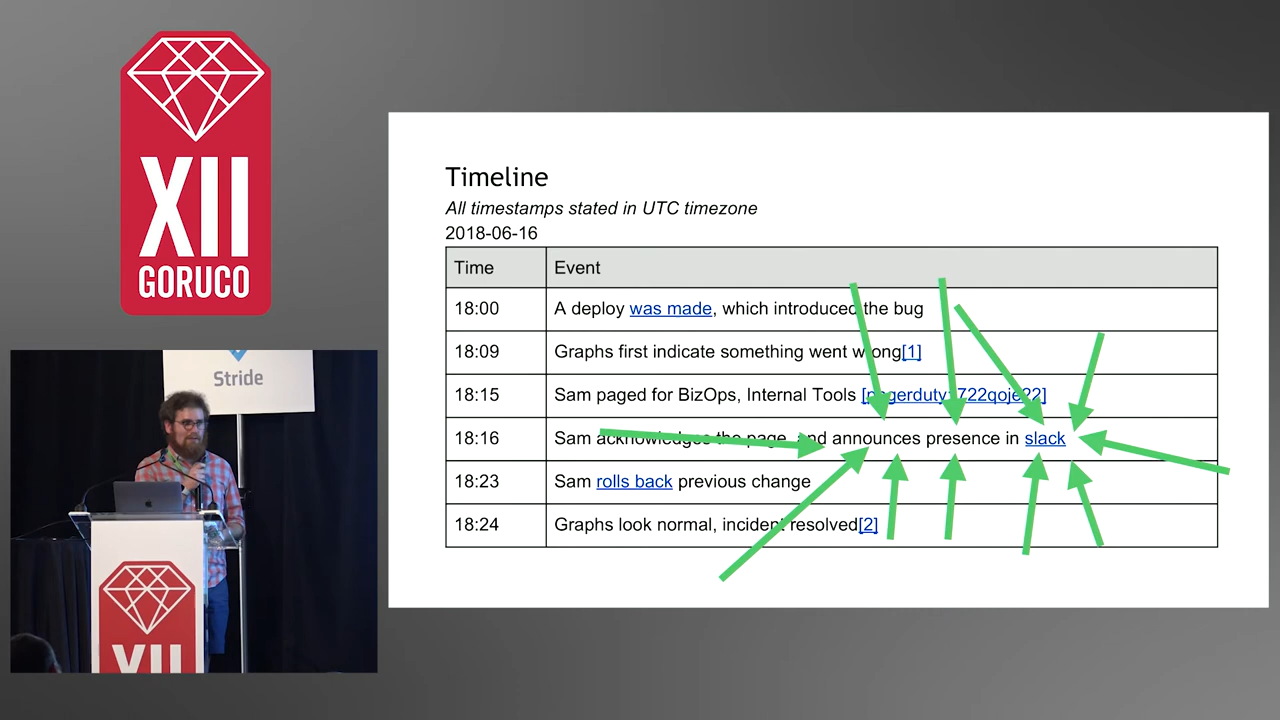 XII
GORUCO
Stride
XII
Timeline
All timestamps stated in UTC timezone
2018-06-16
Time Event
18:00 A deploy was made, which introduced the bug
18:09 Graphs first indicate something went wrong[1]
18:15 Sam paged for BizOps, Internal Tools
18:16 Sam acknowledges the page, and announces presence in slack
18:23 Sam rolls back previous change
18:24 Graphs look normal, incident resolved[2]